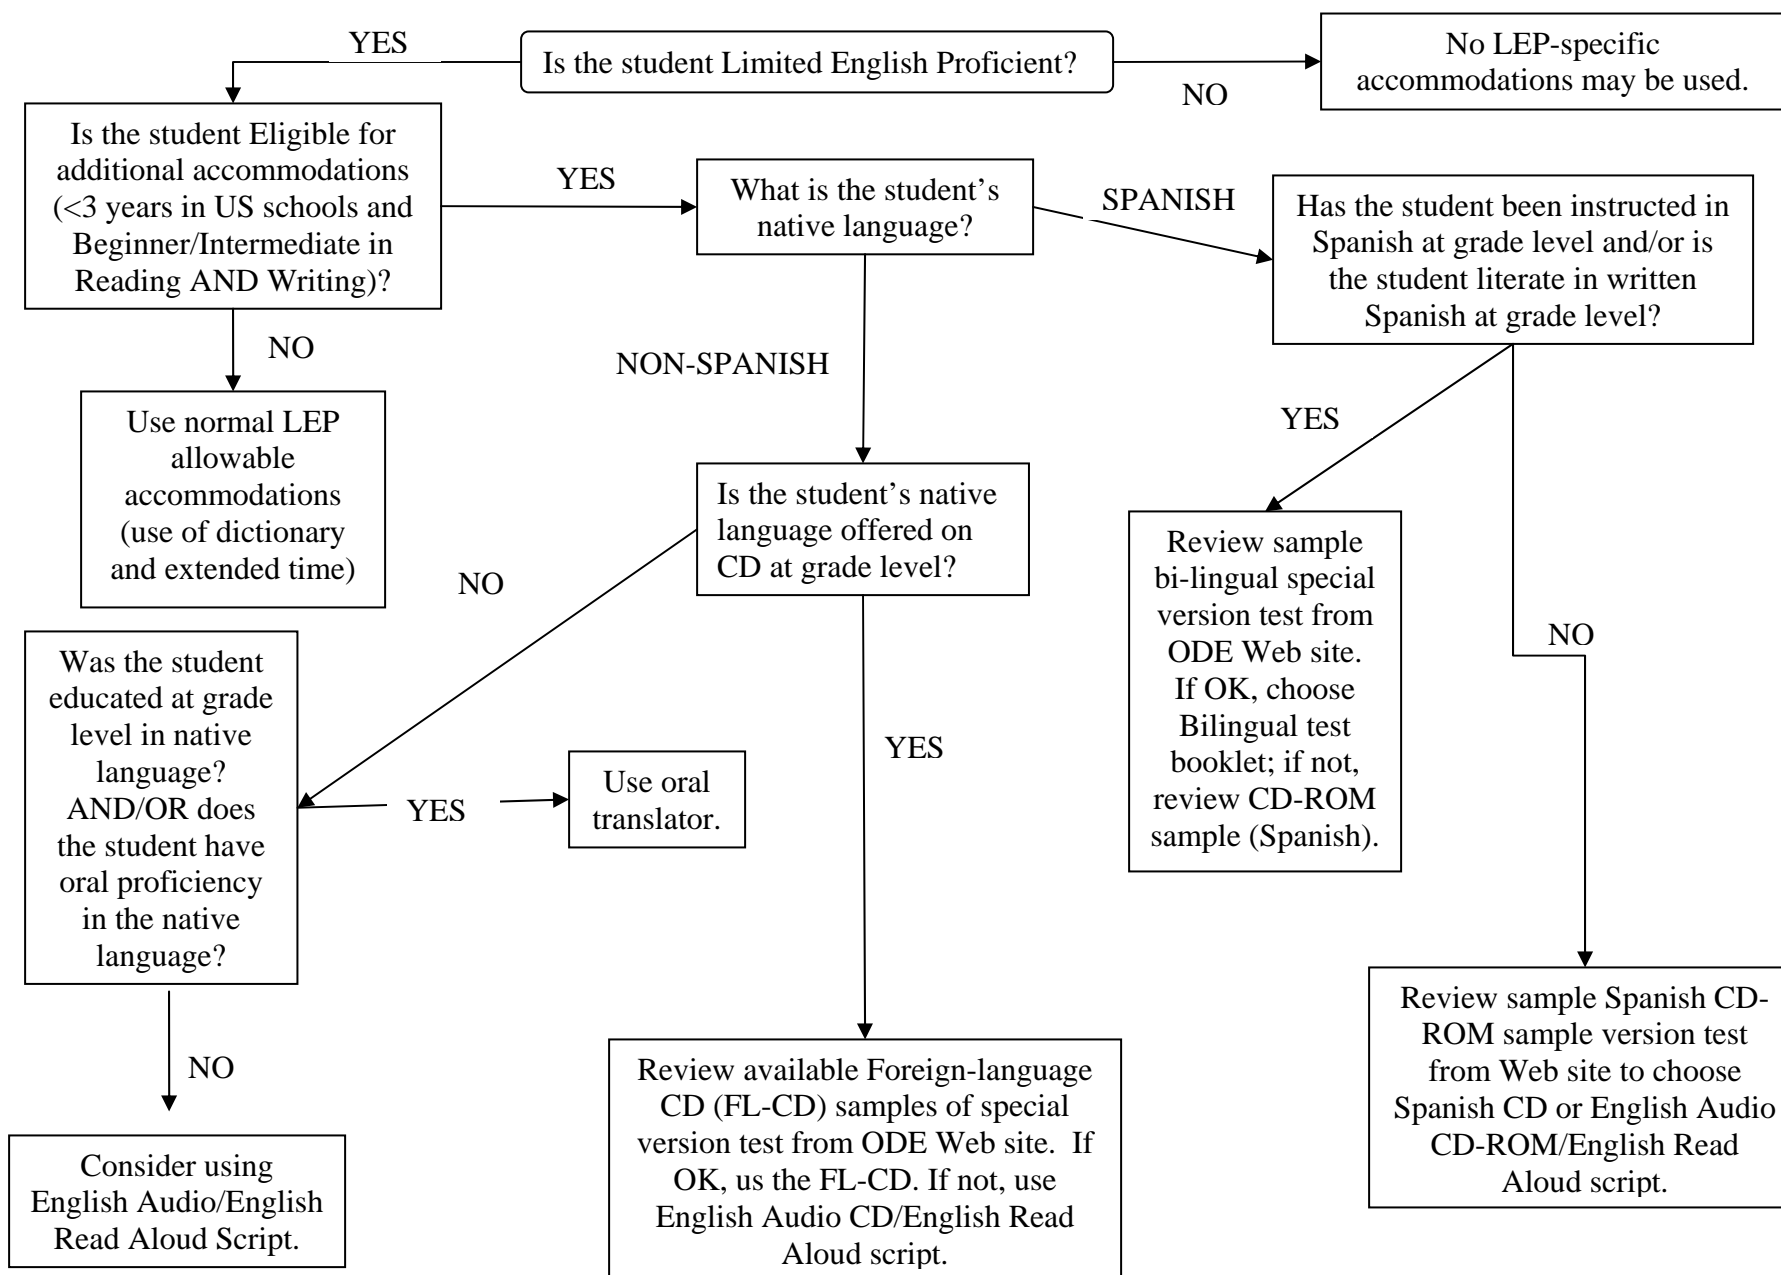 YES
Is the student Limited English Proficient?
NO
No LEP-specific
accommodations may be used.
Is the student Eligible for
additional accommodations
(<3 years in US schools and
Beginner/Intermediate in
Reading AND Writing)?
YES
What is the student’s
native language?
SPANISH
Has the student been instructed in
Spanish at grade level and/or is
the student literate in written
Spanish at grade level?
NO
NON-SPANISH
YES
Use normal LEP
allowable
accommodations
(use of dictionary
and extended time)
Is the student’s native
language offered on
CD at grade level?
Review sample
bi-lingual special
version test from
ODE Web site.
If OK, choose
Bilingual test
booklet; if not,
review CD-ROM
sample (Spanish).
NO
NO
Was the student
educated at grade
level in native
language?
AND/OR does
the student have
oral proficiency
in the native
language?
YES
Use oral
translator.
YES
NO
Review sample Spanish CD-
ROM sample version test
from Web site to choose
Spanish CD or English Audio
CD-ROM/English Read
Aloud script.
Consider using
English Audio/English
Read Aloud Script.
Review available Foreign-language
CD (FL-CD) samples of special
version test from ODE Web site.  If
OK, us the FL-CD. If not, use
English Audio CD/English Read
Aloud script.